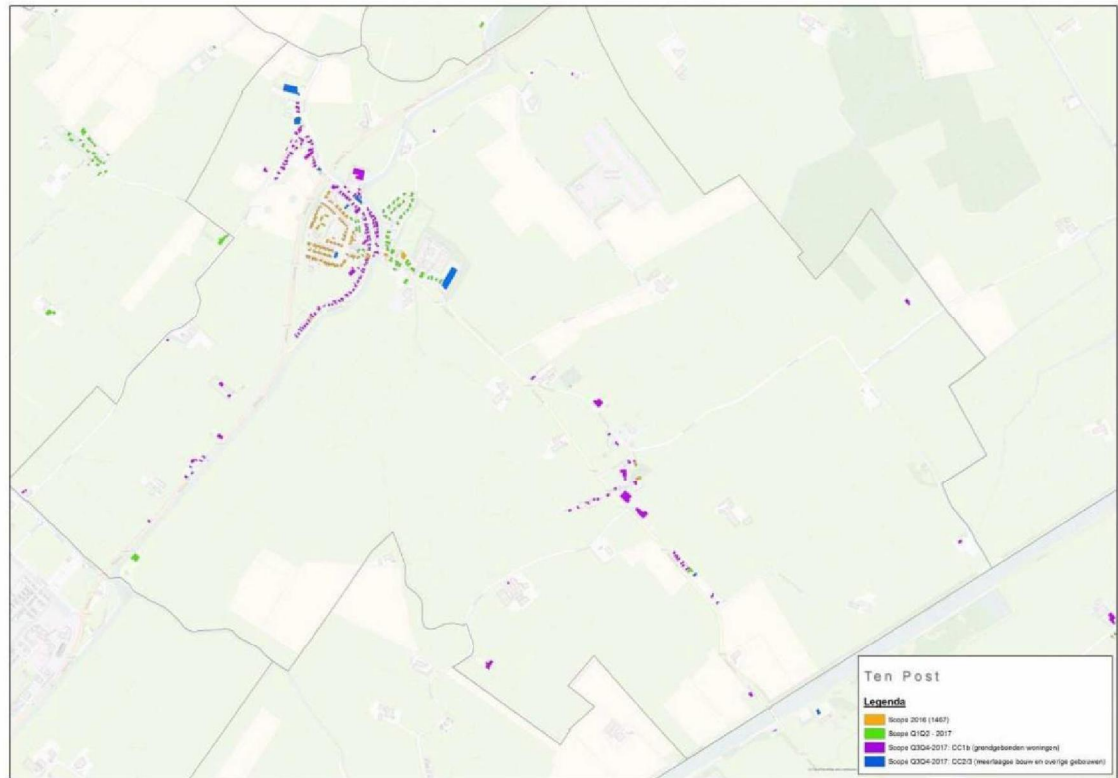 Ten Post
Legenda
Scope 2016 (1467)
Scope Q1Q2 - 2017
Scope Q3Q4-2017: CC1b (grondgebonden woningen)
Scope Q3Q4-2017: CC2/3 (meerlaagse bouw en overige gebouwen)